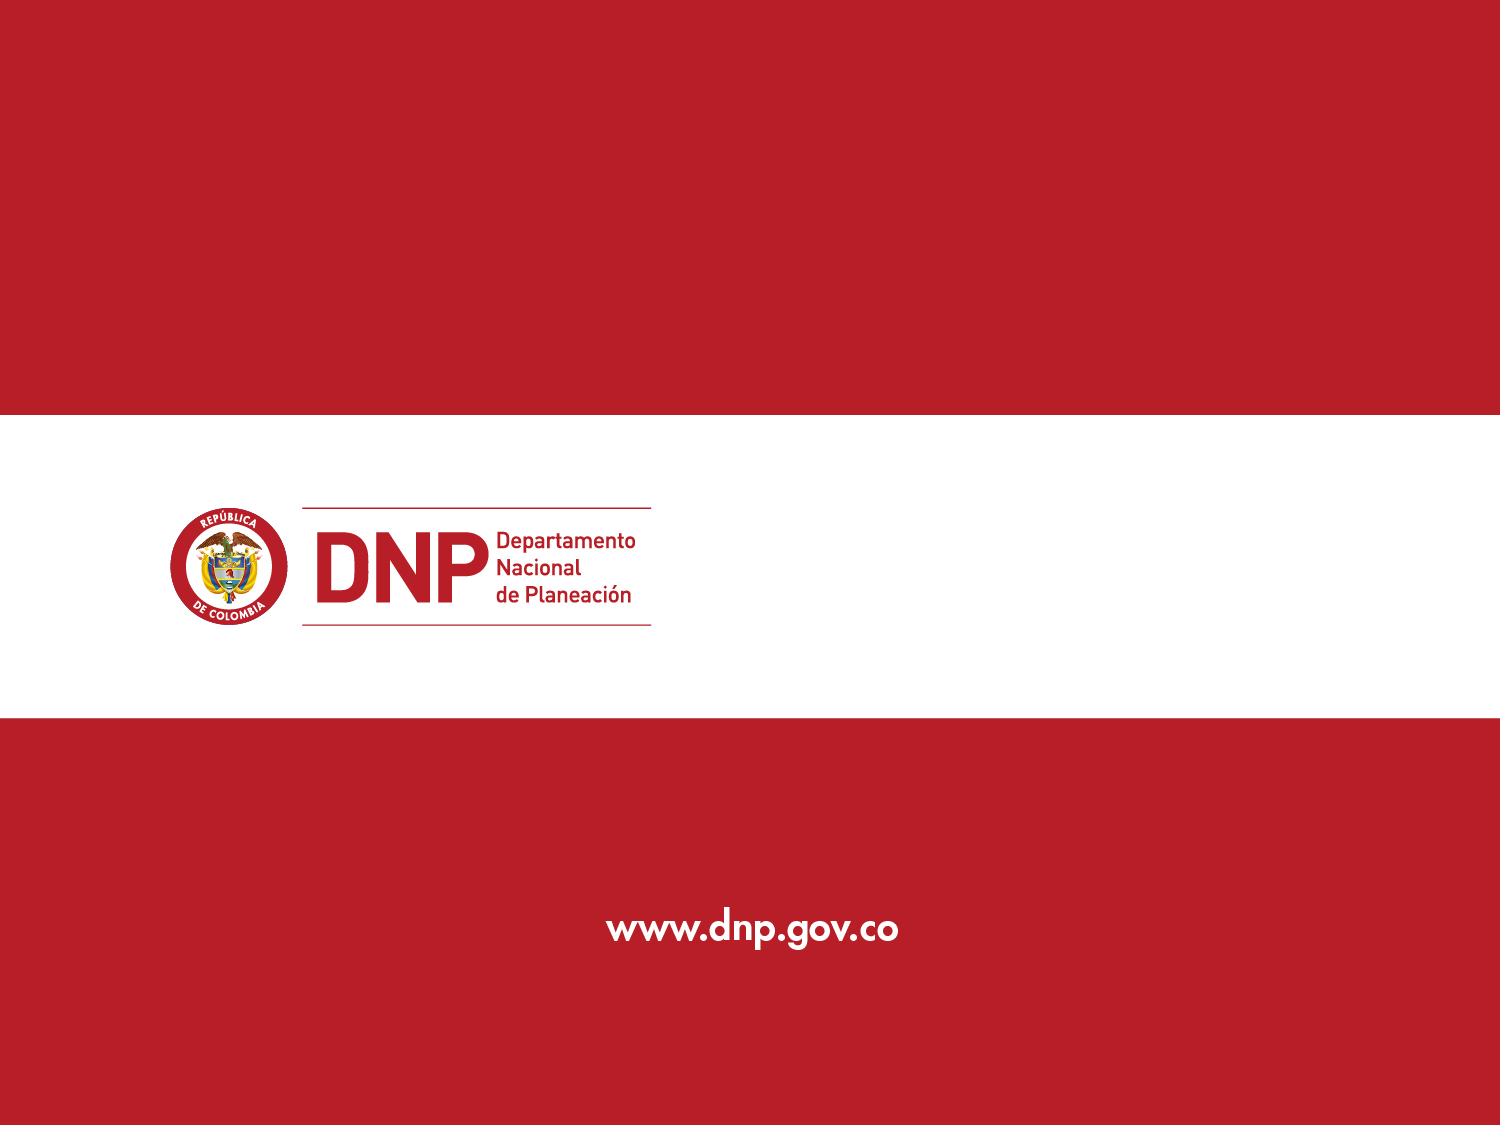 REPÚBLICA
DE COLOMBIA
DNP
Departamento
Nacional
de Planeación
www.dnp.gov.co